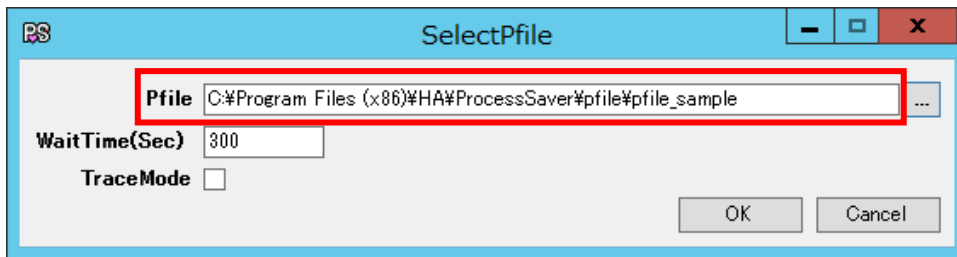 PS SelectPfile
Pfile C:¥Program Files (x86)¥HA¥ProcessSaver¥pfile¥pfile_sample ...
WaitTime(Sec) 300
TraceMode
OK Cancel